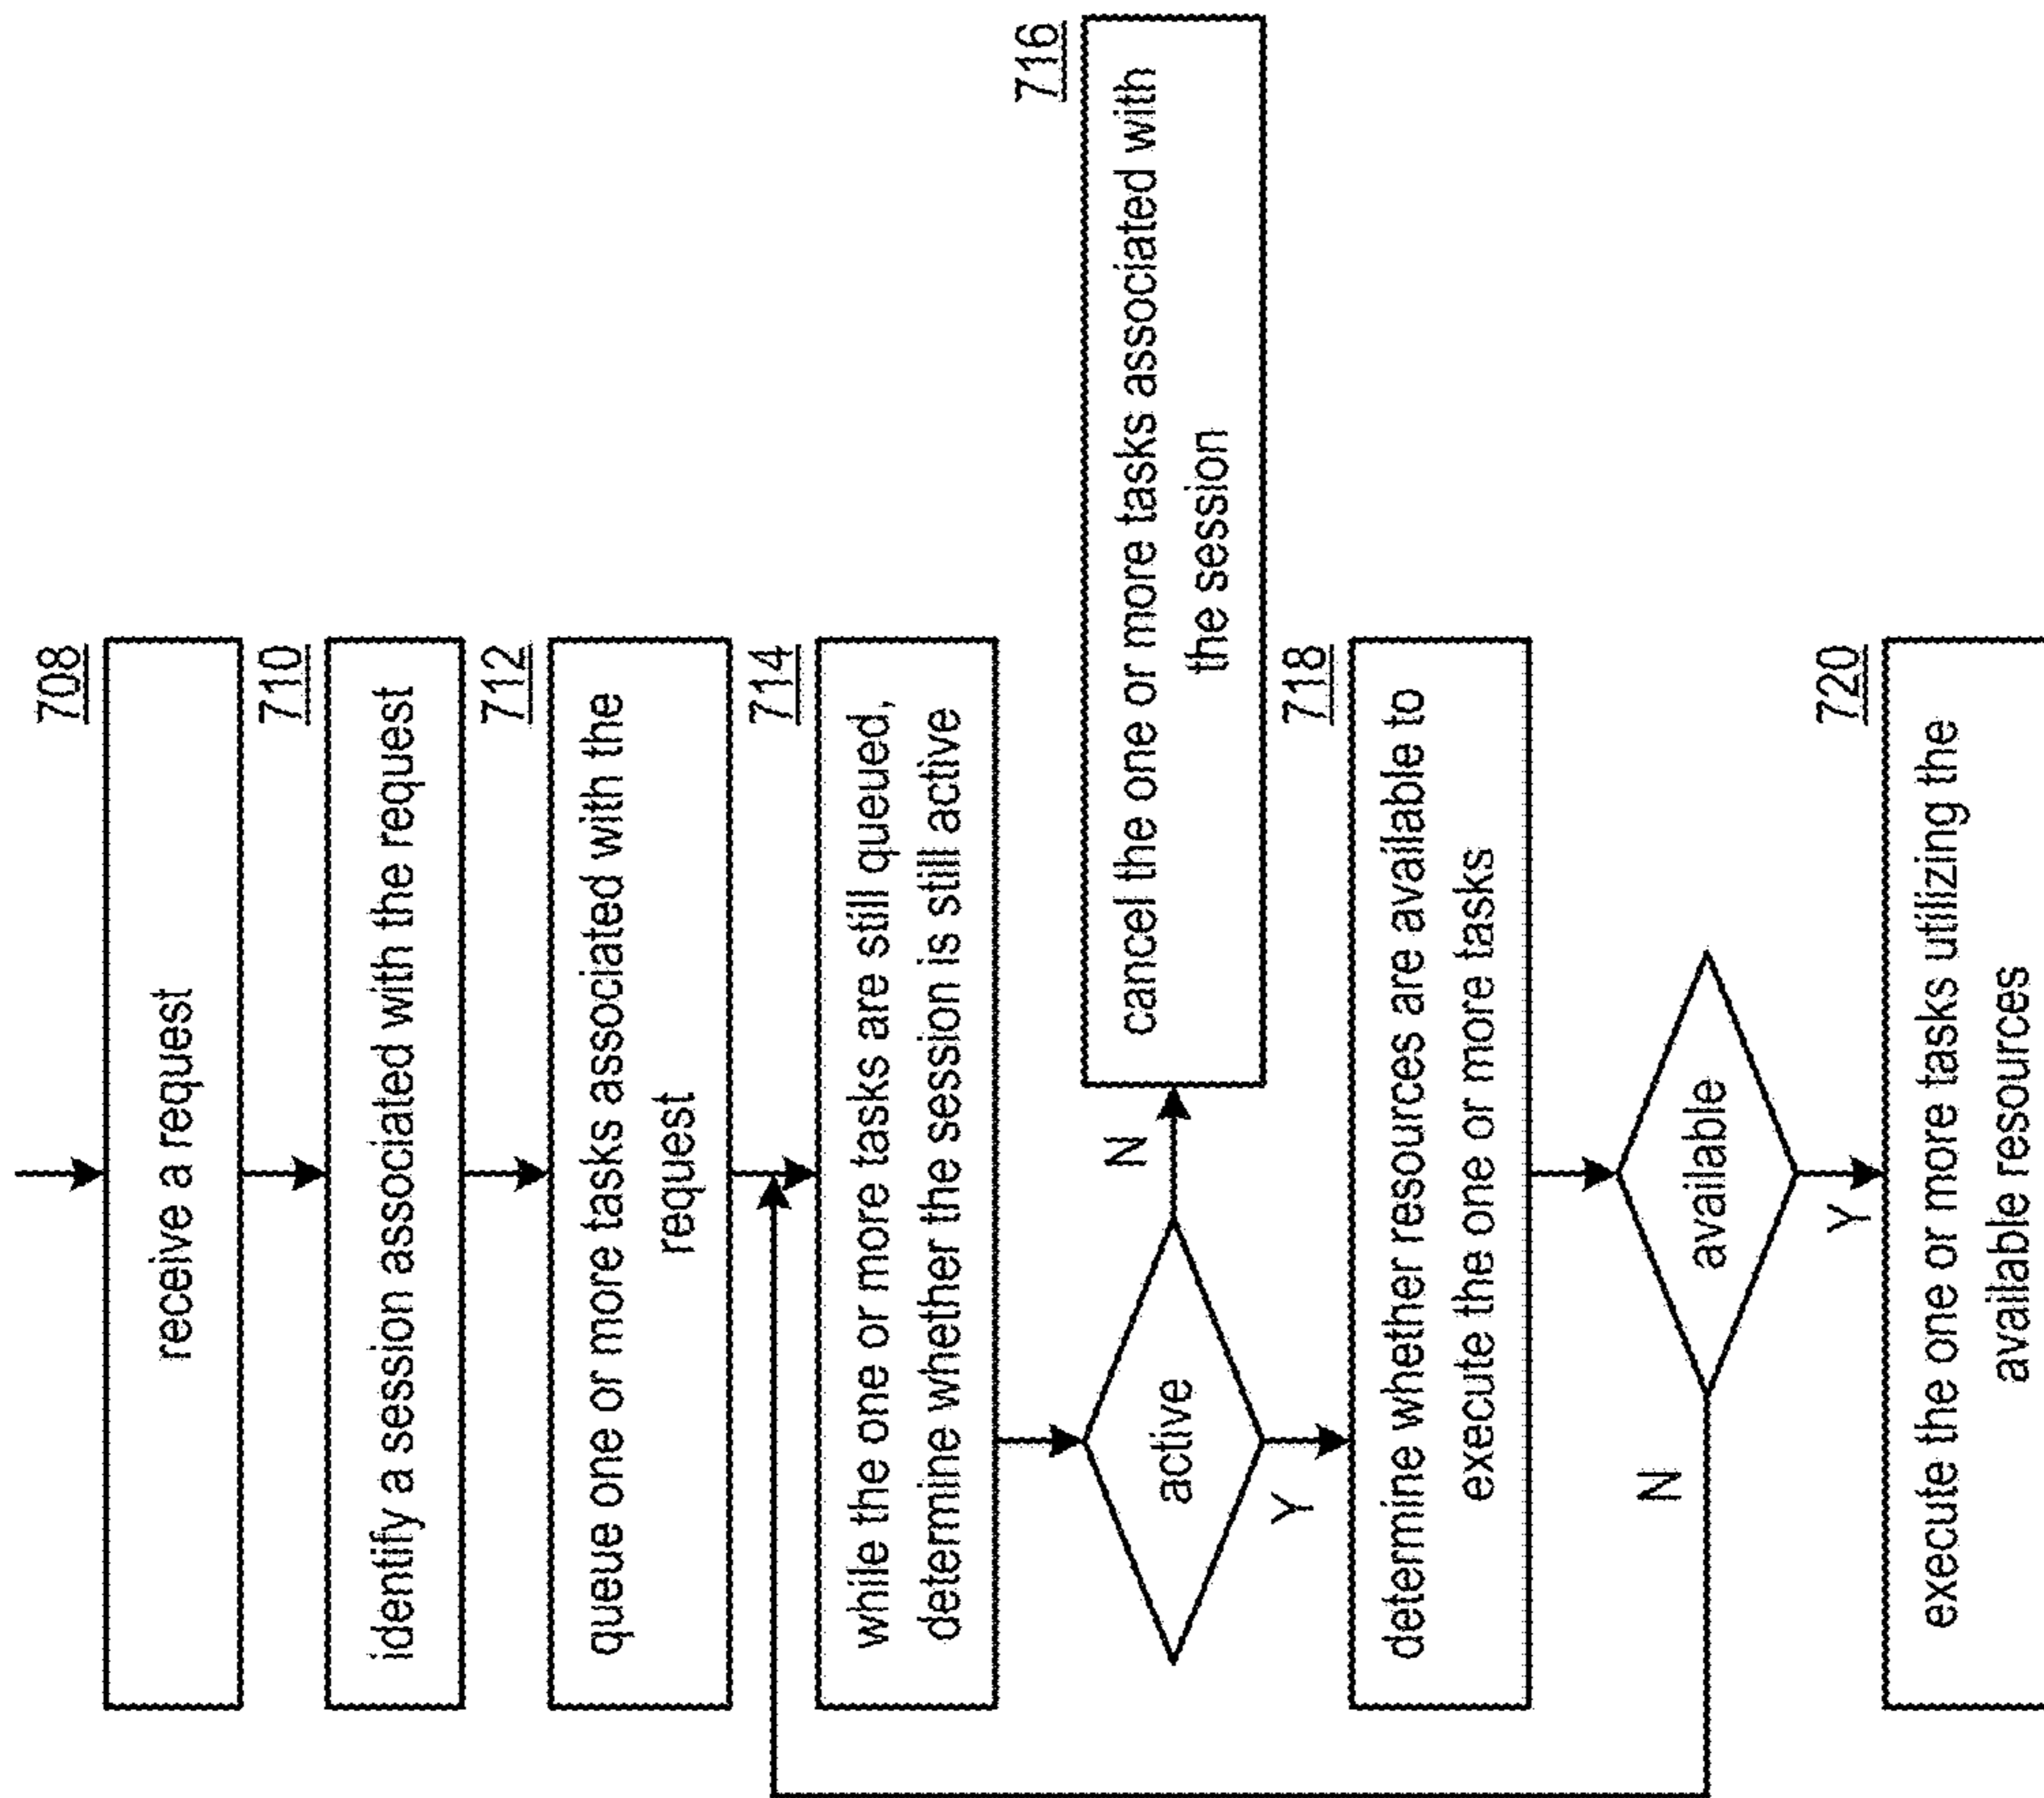 708
receive a request
710
identify a session associated with the request
712
queue one or more tasks associated with the
request
714
while the one or more tasks are still queued,
determine whether the session is still active
active
N
716
cancel the one or more tasks associated with
the session
Y
718
determine whether resources are available to
execute the one or more tasks
available
N
Y
720
execute the one or more tasks utilizing the
available resources